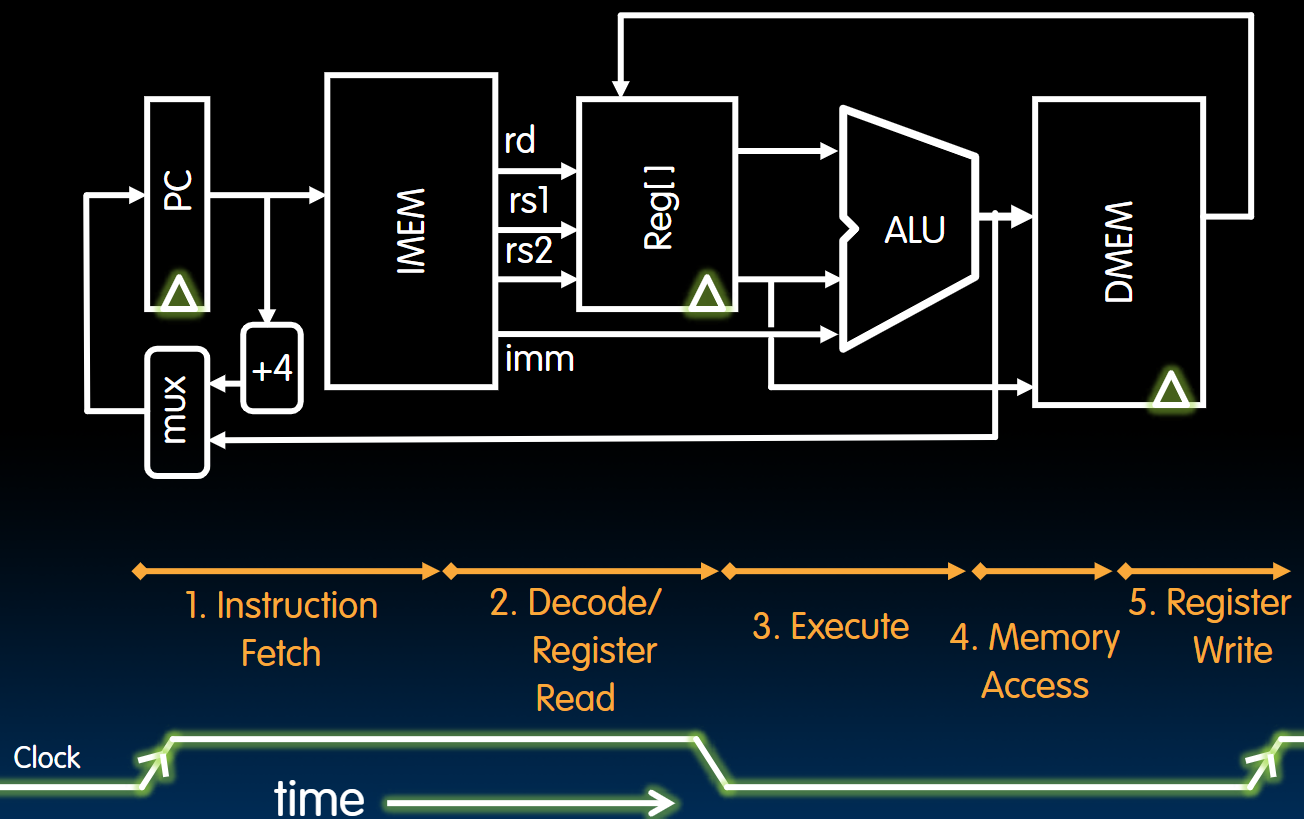 PC
+4
mux
IMEM
rd
rs1
rs2
imm
Reg[]
ALU
DMEM
1. Instruction
Fetch
2. Decode/
Register
Read
3. Execute
4. Memory
Access
5. Register
Write
Clock
time